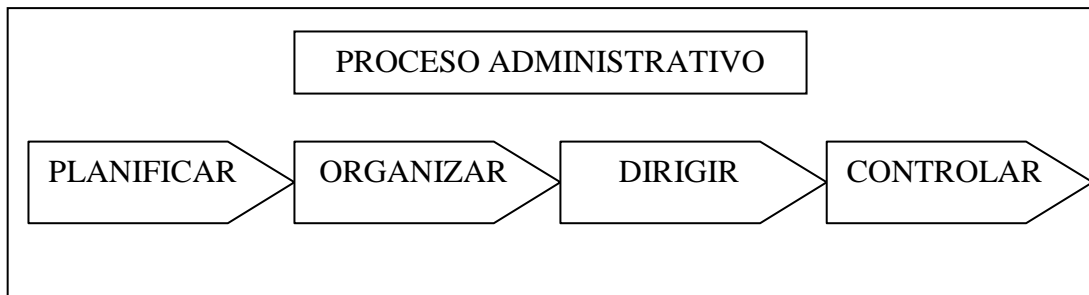 PROCESO ADMINISTRATIVO
PLANIFICAR ORGANIZAR DIRIGIR CONTROLAR